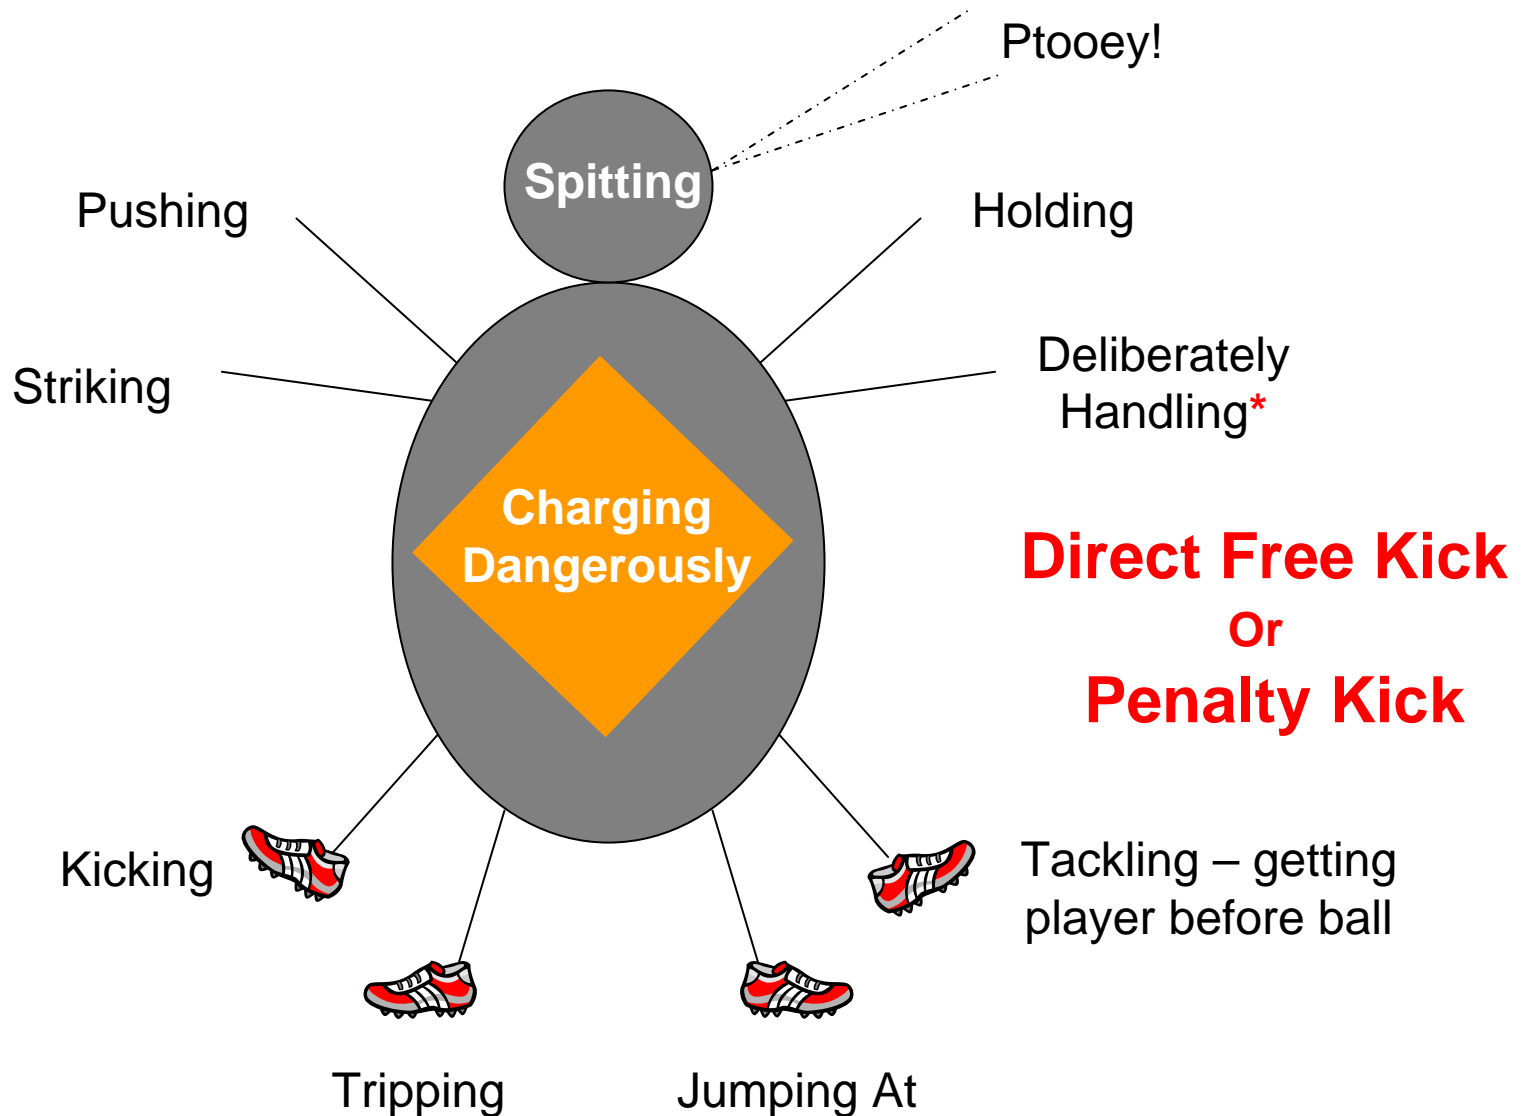 Ptooey!
Spitting
Pushing
Holding
Striking
Deliberately
Handling*
Charging
Dangerously
Direct Free Kick
Or
Penalty Kick
Kicking
Tackling – getting
player before ball
Tripping
Jumping At